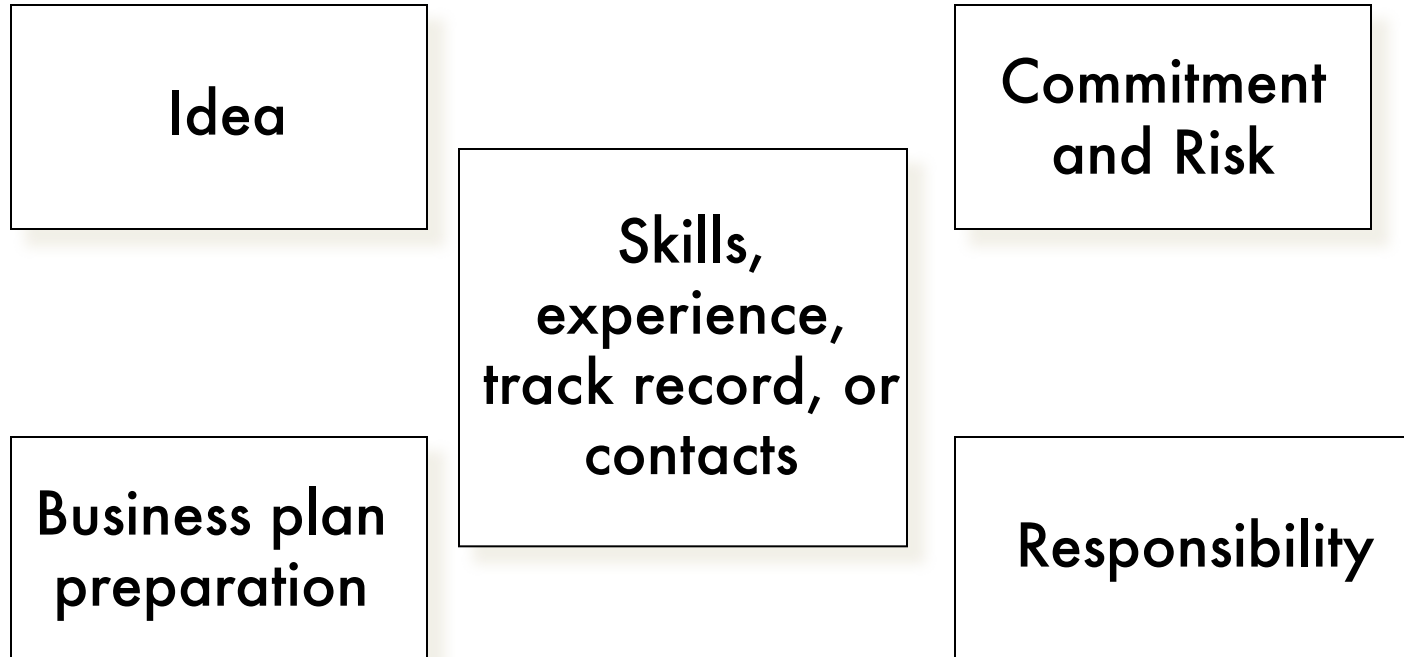 Idea
Commitment
and Risk
Skills,
experience,
track record, or
contacts
Business plan
preparation
Responsibility